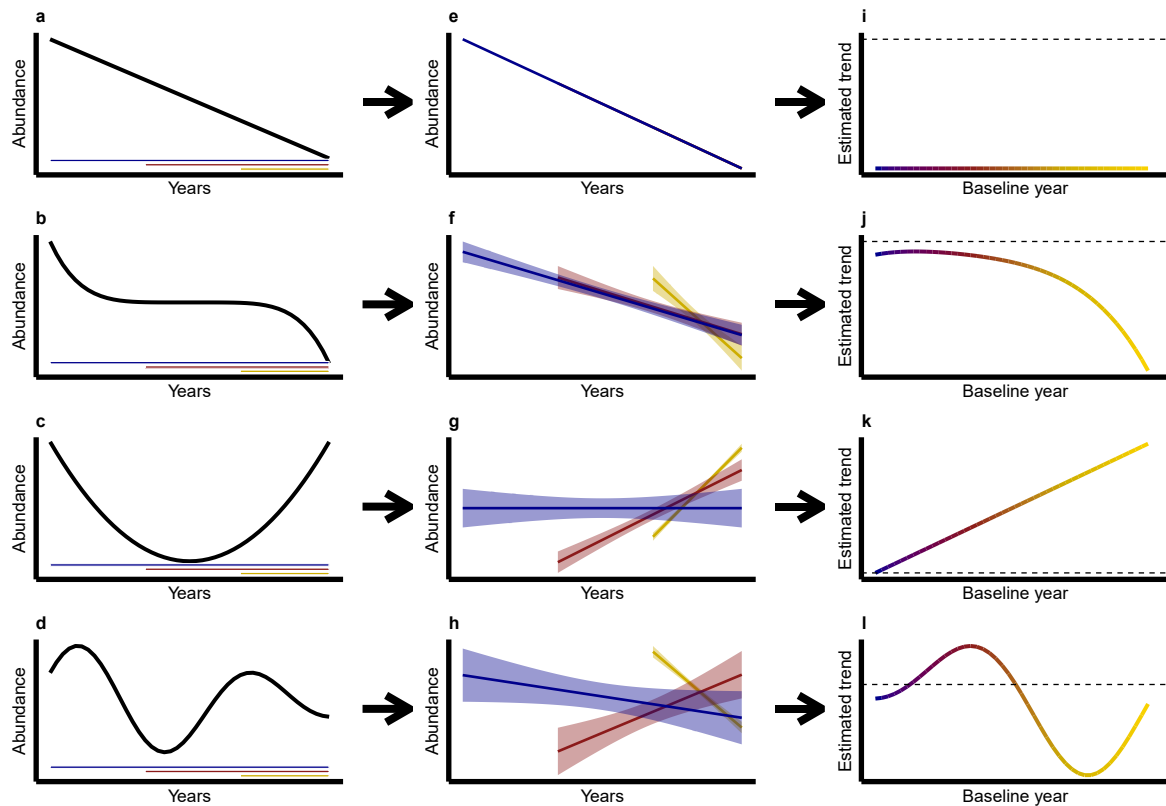 a
Abundance
Years
e
Abundance
Years
i
Estimated trend
Baseline year
b
Abundance
Years
f
Abundance
Years
j
Estimated trend
Baseline year
c
Abundance
Years
g
Abundance
Years
k
Estimated trend
Baseline year
d
Abundance
Years
h
Abundance
Years
l
Estimated trend
Baseline year